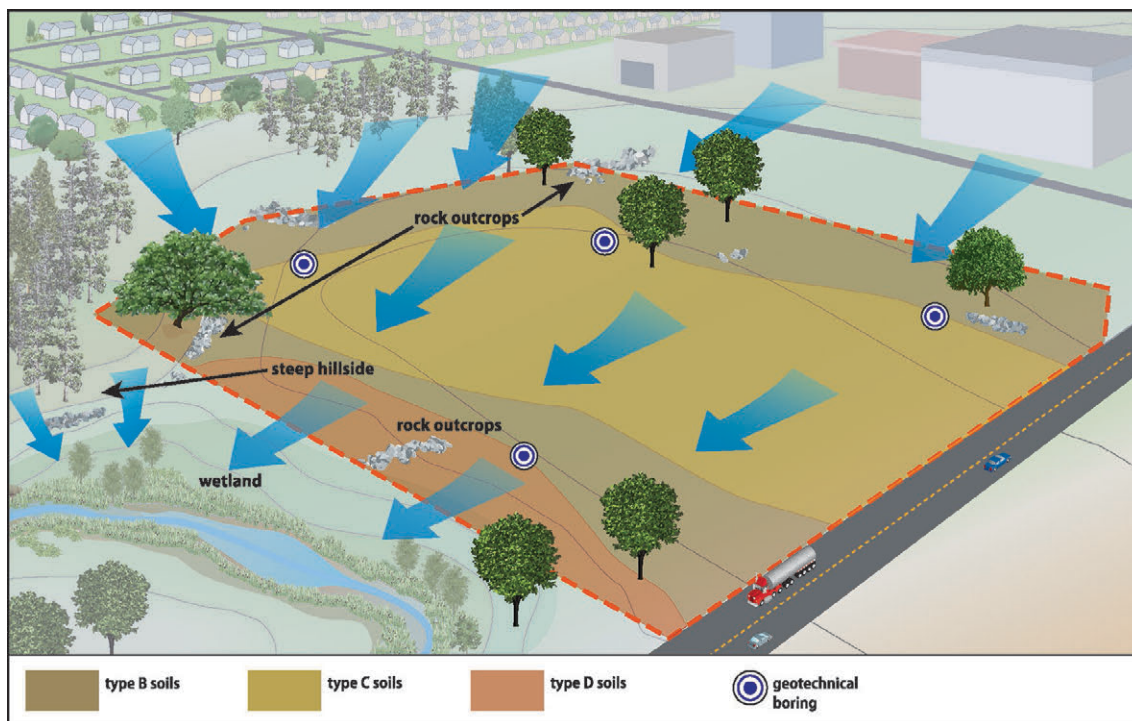 rock outcrops
steep hillside
rock outcrops
wetland
type B soils
type C soils
type D soils
geotechnical
boring